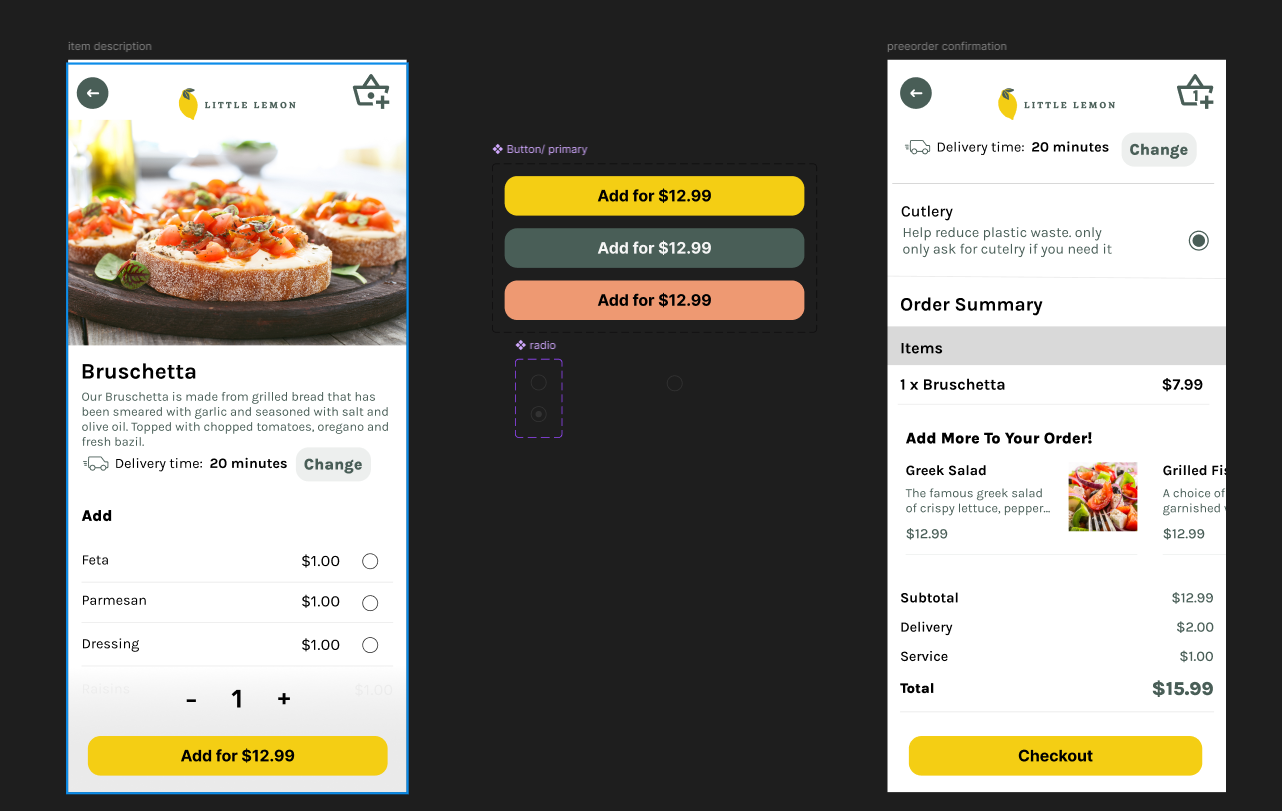 item description
LITTLE LEMON
Bruschetta
Our Bruschetta is made from grilled bread that has
been smeared with garlic and seasoned with salt and
olive oil. Topped with chopped tomatoes, oregano and
fresh bazil.
Delivery time: 20 minutes Change
Add
Feta $1.00
Parmesan $1.00
Dressing $1.00
Raisins $1.00
- 1 +
Add for $12.99
Button/ primary
Add for $12.99
Add for $12.99
Add for $12.99
radio
preeorder confirmation
LITTLE LEMON
1
Delivery time: 20 minutes Change
Cutlery
Help reduce plastic waste. only
only ask for cutelry if you need it
Order Summary
Items
1 x Bruschetta $7.99
Add More To Your Order!
Greek Salad
The famous greek salad
of crispy lettuce, pepper...
$12.99
Grilled Fis
A choice of
garnished
$12.99
Subtotal $12.99
Delivery $2.00
Service $1.00
Total $15.99
Checkout